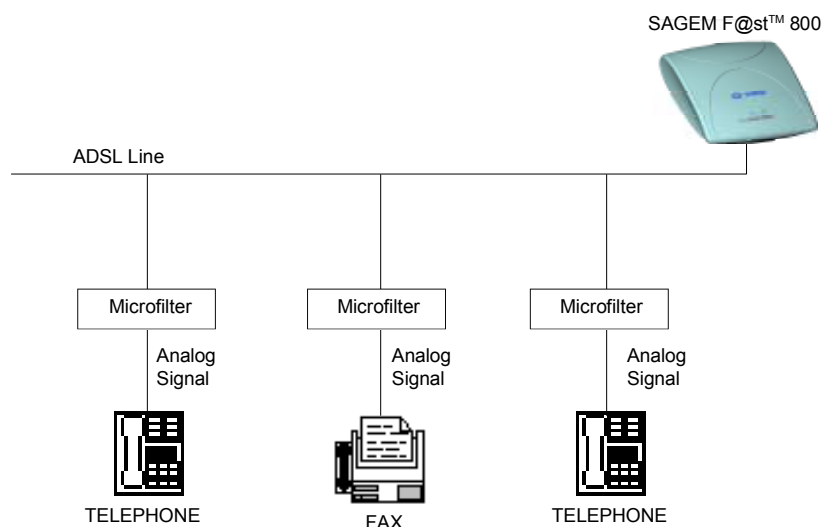 SAGEM F@st™ 800
ADSL Line
Microfilter
Microfilter
Microfilter
Analog
Signal
Analog
Signal
Analog
Signal
TELEPHONE
FAX
TELEPHONE